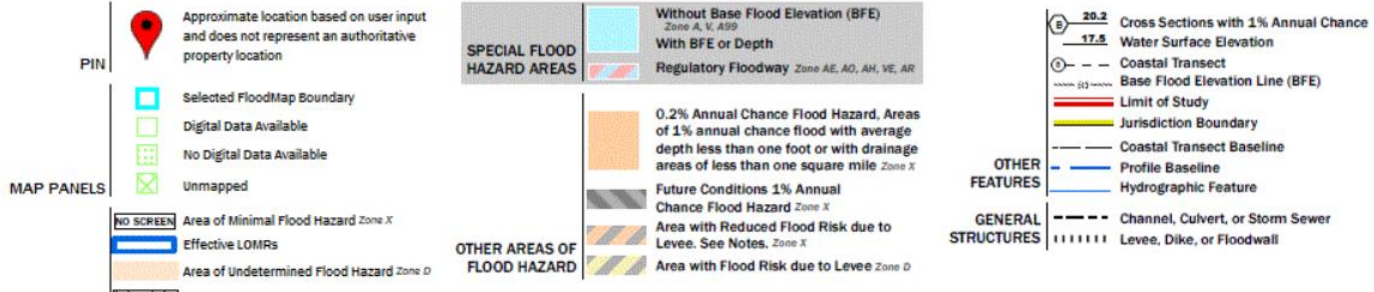 PIN
Approximate location based on user input
and does not represent an authoritative
property location
MAP PANELS
Selected FloodMap Boundary
Digital Data Available
No Digital Data Available
Unmapped
NO SCREEN Area of Minimal Flood Hazard Zone X
Effective LOMRs
Area of Undetermined Flood Hazard Zone D
SPECIAL FLOOD
HAZARD AREAS
Without Base Flood Elevation (BFE)
Zone A, V, A99
With BFE or Depth
Regulatory Floodway Zone AE, AO, AH, VE, AR
OTHER AREAS OF
FLOOD HAZARD
0.2% Annual Chance Flood Hazard, Areas
of 1% annual chance flood with average
depth less than one foot or with drainage
areas of less than one square mile Zone X
Future Conditions 1% Annual
Chance Flood Hazard Zone X
Area with Reduced Flood Risk due to
Levee. See Notes. Zone X
Area with Flood Risk due to Levee Zone D
OTHER
FEATURES
B 20.2 Cross Sections with 1% Annual Chance
17.5 Water Surface Elevation
8 Coastal Transect
Base Flood Elevation Line (BFE)
Limit of Study
Jurisdiction Boundary
Coastal Transect Baseline
Profile Baseline
Hydrographic Feature
GENERAL
STRUCTURES
Channel, Culvert, or Storm Sewer
Levee, Dike, or Floodwall